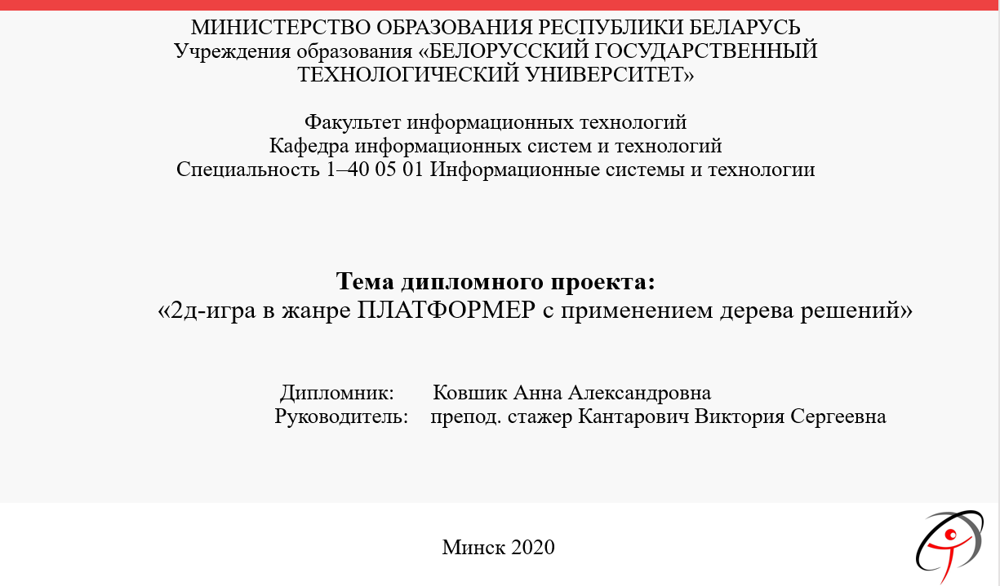 МИНИСТЕРСТВО ОБРАЗОВАНИЯ РЕСПУБЛИКИ БЕЛАРУСЬ
Учреждения образования «БЕЛОРУССКИЙ ГОСУДАРСТВЕННЫЙ
ТЕХНОЛОГИЧЕСКИЙ УНИВЕРСИТЕТ»
Факультет информационных технологий
Кафедра информационных систем и технологий
Специальность 1–40 05 01 Информационные системы и технологии
Тема дипломного проекта:
«2д-игра в жанре ПЛАТФОРМЕР с применением дерева решений»
Дипломник: Ковшик Анна Александровна
Руководитель: препод. стажер Кантарович Виктория Сергеевна
Минск 2020